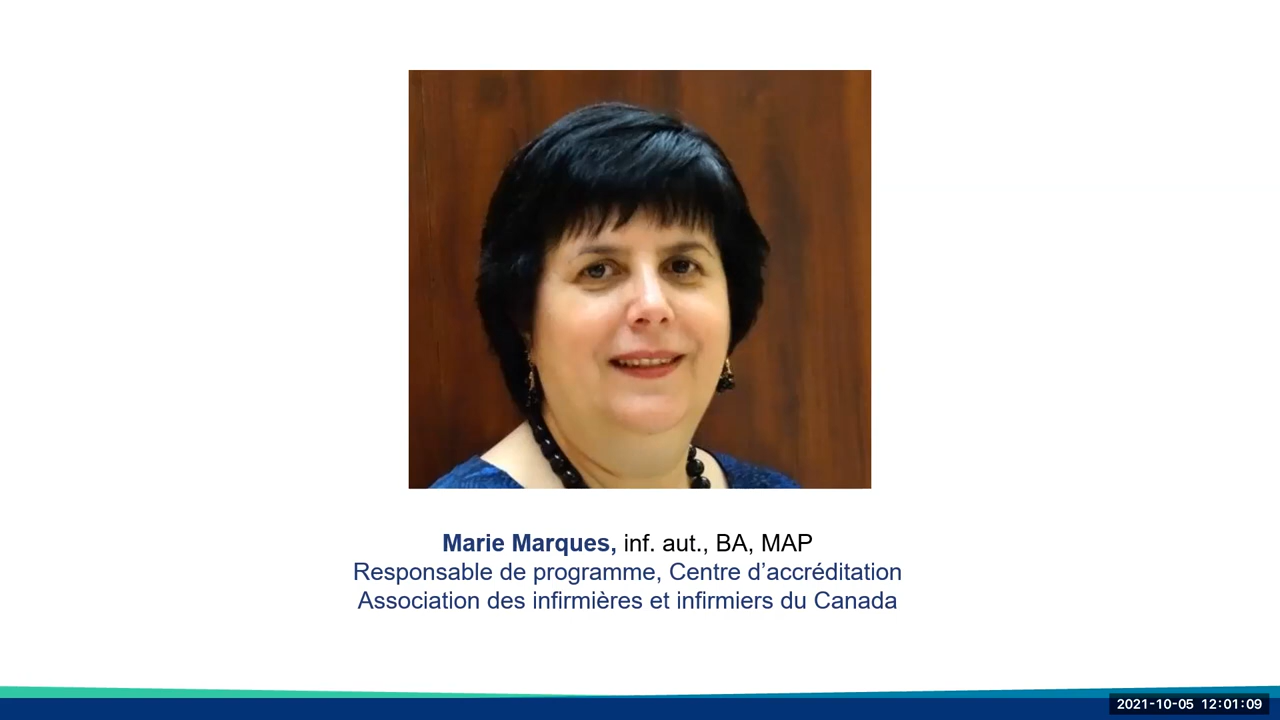 Marie Marques, inf. aut., BA, MAP
Responsable de programme, Centre d’accréditation
Association des infirmières et infirmiers du Canada
2021-10-05 12:01:09